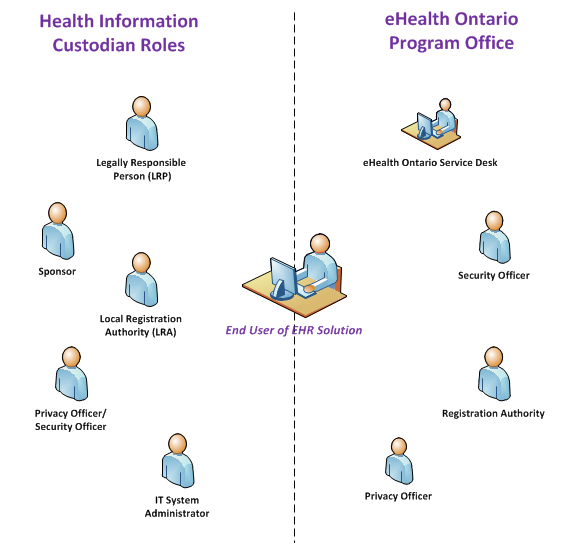 Health Information
Custodian Roles
eHealth Ontario
Program Office
Legally Responsible
Person (LRP)
eHealth Ontario Service Desk
Sponsor
Security Officer
Local Registration
Authority (LRA)
End User of EHR Solution
Privacy Officer/
Security Officer
Registration Authority
IT System
Administrator
Privacy Officer